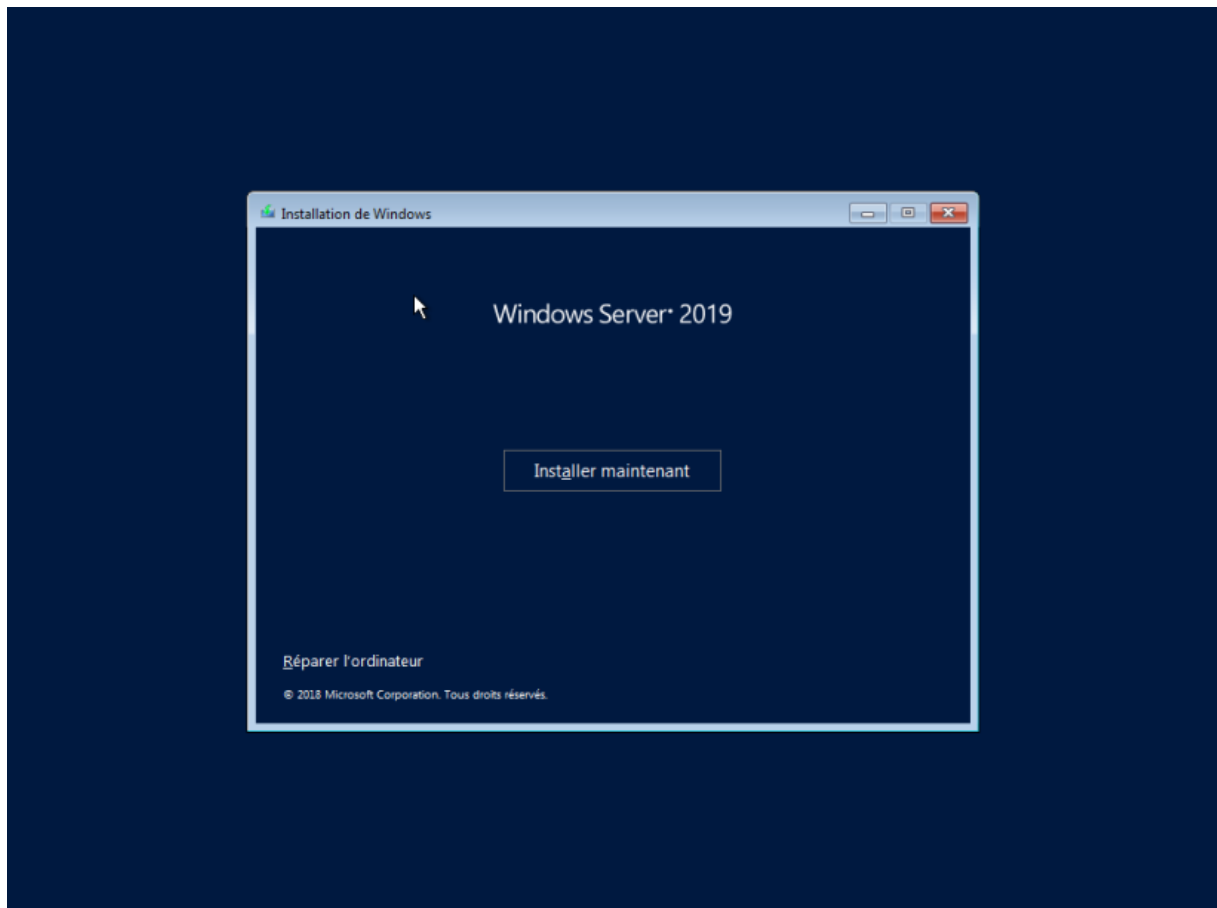 Installation de Windows
Windows Server® 2019
Installer maintenant
Réparer l'ordinateur
© 2018 Microsoft Corporation. Tous droits réservés.